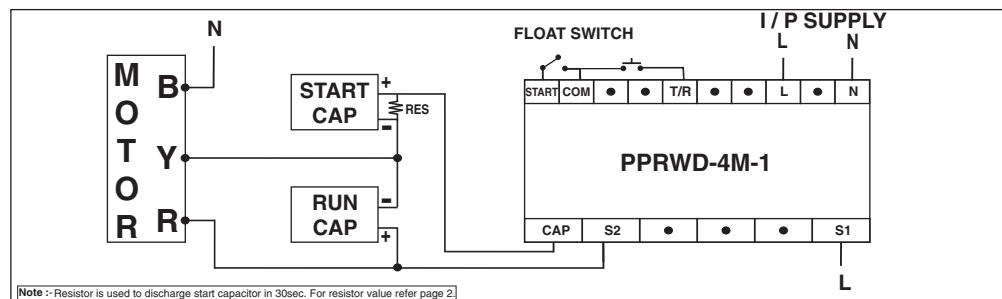 I / P SUPPLY
N
FLOAT SWITCH
L
N
MOTOR
B
Y
R
START
CAP
+
-
RES
RUN
CAP
-
+
START COM • • T/R • • L • N
PPRWD-4M-1
CAP S2 • • • S1
L
Note :- Resistor is used to discharge start capacitor in 30sec. For resistor value refer page 2.